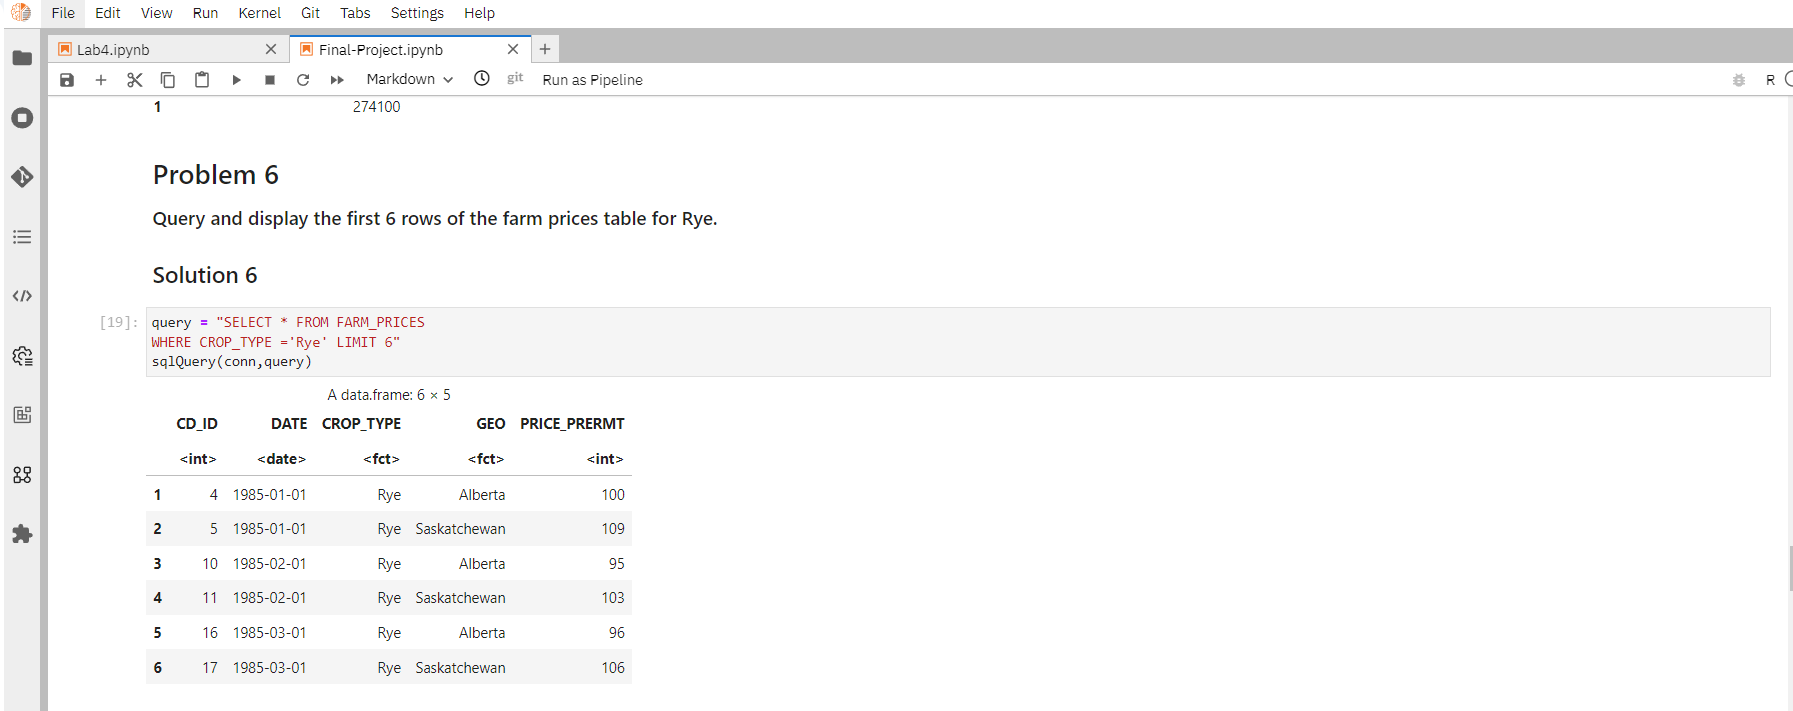 File Edit View Run Kernel Git Tabs Settings Help
Lab4.ipynb Final-Project.ipynb
Markdown git Run as Pipeline R
1 274100
Problem 6
Query and display the first 6 rows of the farm prices table for Rye.
Solution 6
[19]: query = "SELECT * FROM FARM_PRICES
WHERE CROP_TYPE ='Rye' LIMIT 6"
sqlQuery(conn,query)
A data.frame: 6 × 5
CD_ID DATE CROP_TYPE GEO PRICE_PRERMT
<int> <date> <fct> <fct> <int>
1 4 1985-01-01 Rye Alberta 100
2 5 1985-01-01 Rye Saskatchewan 109
3 10 1985-02-01 Rye Alberta 95
4 11 1985-02-01 Rye Saskatchewan 103
5 16 1985-03-01 Rye Alberta 96
6 17 1985-03-01 Rye Saskatchewan 106